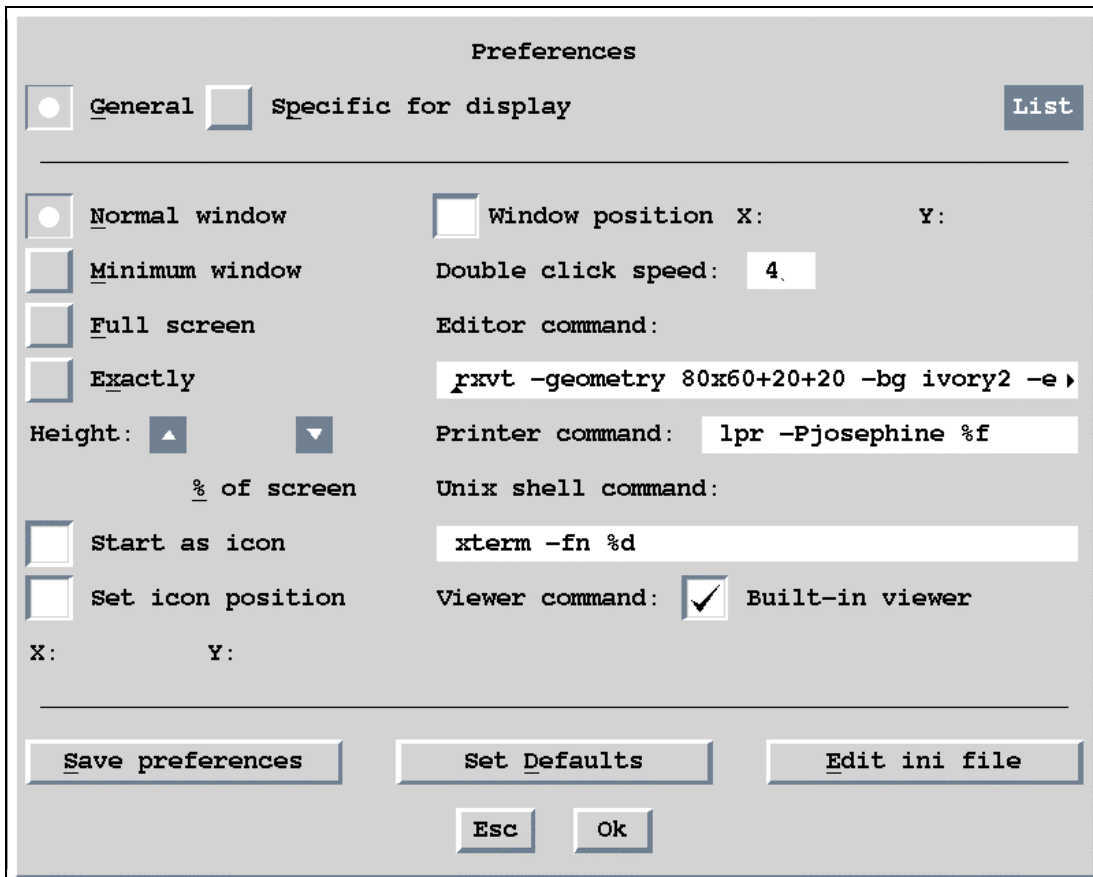 Preferences
General Specific for display List
Normal window Window position X: Y:
Minimum window Double click speed: 4
Full screen Editor command:
Exactly rxvt -geometry 80x60+20+20 -bg ivory2 -e
Height: Printer command: lpr -Pjosephine %f
% of screen Unix shell command:
Start as icon xterm -fn %d
Set icon position Viewer command: Built-in viewer
X: Y:
Save preferences Set Defaults Edit ini file
Esc Ok